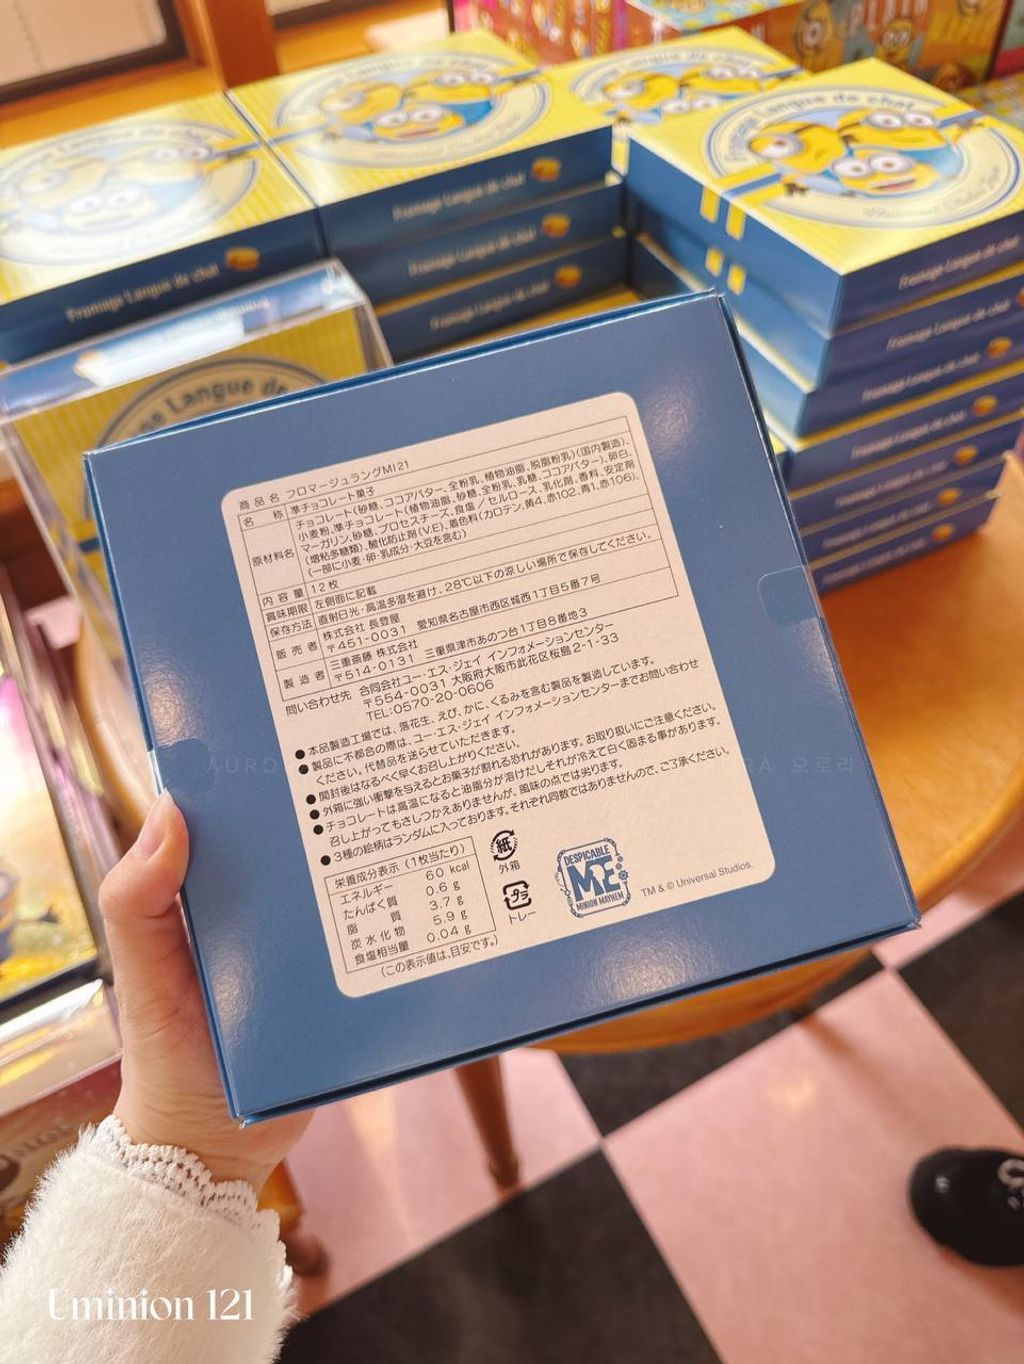 Fromage Langue de chat
Fromage Langue de chat
Fromage Langue de chat
Fromage Langue de chat
Fromage Langue de chat
Fromage Langue de chat
Fromage Langue de chat
Fromage Langue de chat
Langue de
商品名 フロマージュラングMI21
名称 準チョコレート菓子
原材料名 チョコレート(砂糖、ココアバター、全粉乳、植物油脂、脱脂粉乳)(国内製造)、
小麦粉、準チョコレート(植物油脂、砂糖、全粉乳、乳糖、ココアバター)、卵白、
マーガリン、砂糖、プロセスチーズ、食塩/セルロース、乳化剤、香料、安定剤
(増粘多糖類)、酸化防止剤(V.E)、着色料(カロテン、黄4、赤102、青1、赤106)、
(一部に小麦・卵・乳成分・大豆を含む)
内容量 12枚
賞味期限 左側面に記載
保存方法 直射日光・高温多湿を避け、28℃以下の涼しい場所で保存してください。
販売者 株式会社 長登屋
〒451-0031 愛知県名古屋市西区城西1丁目5番7号
製造者 三重斎藤 株式会社
〒514-0131 三重県津市あのつ台1丁目8番地3
問い合わせ先 合同会社ユー・エス・ジェイ インフォメーションセンター
〒554-0031 大阪府大阪市此花区桜島2-1-33
TEL:0570-20-0606
●本品製造工場では、落花生、えび、かに、くるみを含む製品を製造しています。
●製品に不都合の際は、ユー・エス・ジェイ インフォメーションセンターまでお問い合わせ
ください。代替品を送らせていただきます。
●開封後はなるべく早くお召し上がりください。
●外箱に強い衝撃を与えるとお菓子が割れる恐れがあります。お取り扱いにご注意ください。
●チョコレートは高温になると油脂分が溶けだしそれが冷えて白く固まる事があります。
召し上がってもさしつかえありませんが、風味の点では劣ります。
●3種の絵柄はランダムに入っております。それぞれ同数ではありませんので、ご了承ください。
栄養成分表示(1枚当たり)
エネルギー 60 kcal
たんぱく質 0.6 g
脂質 3.7 g
炭水化物 5.9 g
食塩相当量 0.04 g
(この表示値は、目安です。)
紙
外箱
プラ
トレー
DESPICABLE
ME
MINION MAYHEM
TM & © Universal Studios.
AURO
RA 오로라
Uminion 121